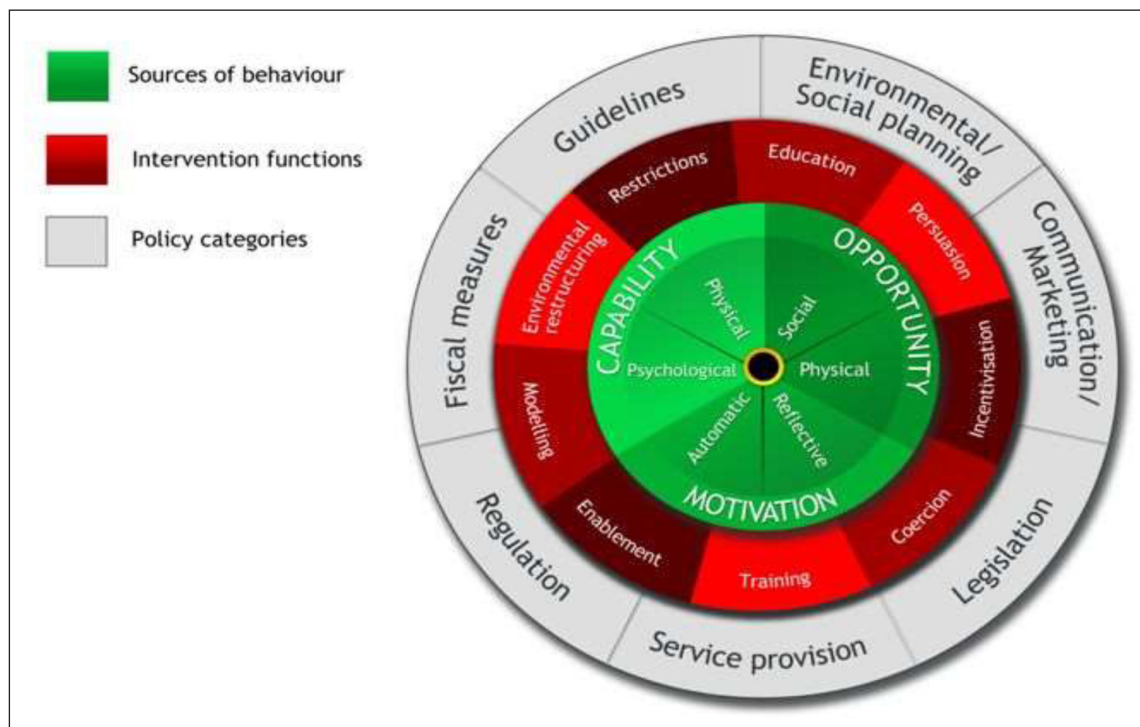 Sources of behaviour
Intervention functions
Policy categories
Guidelines
Environmental/
Social planning
Communication/
Marketing
Legislation
Service provision
Regulation
Fiscal measures
Restrictions
Education
Persuasion
Incentivisation
Coercion
Training
Enablement
Modelling
Environmental
restructuring
CAPABILITY
OPPORTUNITY
MOTIVATION
Physical
Social
Physical
Reflective
Automatic
Psychological